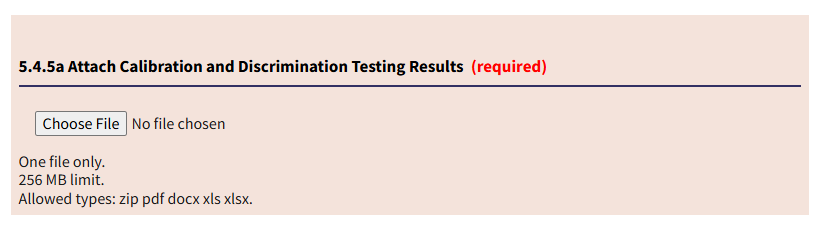 5.4.5a Attach Calibration and Discrimination Testing Results (required)
Choose File No file chosen
One file only.
256 MB limit.
Allowed types: zip pdf docx xls xlsx.